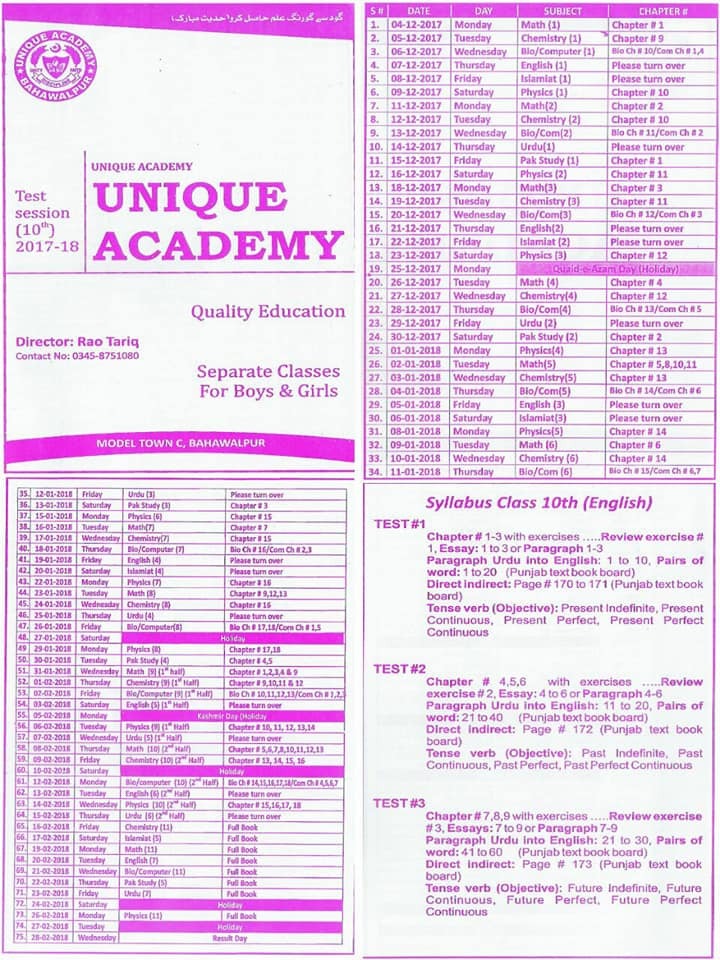 گود سے گور تک علم حاصل کرو (حدیث مبارک)
UNIQUE ACADEMY
BAHAWALPUR
UNIQUE ACADEMY
Test
session
(10th)
2017-18
UNIQUE
ACADEMY
Quality Education
Director: Rao Tariq
Contact No: 0345-8751080
Separate Classes
For Boys & Girls
MODEL TOWN C, BAHAWALPUR
S # DATE DAY SUBJECT CHAPTER #
1. 04-12-2017 Monday Math (1) Chapter # 1
2. 05-12-2017 Tuesday Chemistry (1) Chapter # 9
3. 06-12-2017 Wednesday Bio/Computer (1) Bio Ch # 10/Com Ch # 1,4
4. 07-12-2017 Thursday English (1) Please turn over
5. 08-12-2017 Friday Islamiat (1) Please turn over
6. 09-12-2017 Saturday Physics (1) Chapter # 10
7. 11-12-2017 Monday Math(2) Chapter # 2
8. 12-12-2017 Tuesday Chemistry (2) Chapter # 10
9. 13-12-2017 Wednesday Bio/Com(2) Bio Ch # 11/Com Ch # 2
10. 14-12-2017 Thursday Urdu(1) Please turn over
11. 15-12-2017 Friday Pak Study (1) Chapter # 1
12. 16-12-2017 Saturday Physics (2) Chapter # 11
13. 18-12-2017 Monday Math(3) Chapter # 3
14. 19-12-2017 Tuesday Chemistry (3) Chapter # 11
15. 20-12-2017 Wednesday Bio/Com(3) Bio Ch # 12/Com Ch # 3
16. 21-12-2017 Thursday English(2) Please turn over
17. 22-12-2017 Friday Islamiat (2) Please turn over
18. 23-12-2017 Saturday Physics (3) Chapter # 12
19. 25-12-2017 Monday Quaid-e-Azam Day (Holiday)
20. 26-12-2017 Tuesday Math (4) Chapter # 4
21. 27-12-2017 Wednesday Chemistry(4) Chapter # 12
22. 28-12-2017 Thursday Bio/Com(4) Bio Ch # 13/Com Ch # 5
23. 29-12-2017 Friday Urdu (2) Please turn over
24. 30-12-2017 Saturday Pak Study (2) Chapter # 2
25. 01-01-2018 Monday Physics(4) Chapter # 13
26. 02-01-2018 Tuesday Math(5) Chapter # 5,8,10,11
27. 03-01-2018 Wednesday Chemistry(5) Chapter # 13
28. 04-01-2018 Thursday Bio/Com(5) Bio Ch # 14/Com Ch # 6
29. 05-01-2018 Friday English (3) Please turn over
30. 06-01-2018 Saturday Islamiat(3) Please turn over
31. 08-01-2018 Monday Physics(5) Chapter # 14
32. 09-01-2018 Tuesday Math (6) Chapter # 6
33. 10-01-2018 Wednesday Chemistry (6) Chapter # 14
34. 11-01-2018 Thursday Bio/Com (6) Bio Ch # 15/Com Ch # 6,7
35. 12-01-2018 Friday Urdu (3) Please turn over
36. 13-01-2018 Saturday Pak Study (3) Chapter # 3
37. 15-01-2018 Monday Physics (6) Chapter # 15
38. 16-01-2018 Tuesday Math(7) Chapter # 7
39. 17-01-2018 Wednesday Chemistry(7) Chapter # 15
40. 18-01-2018 Thursday Bio/Computer (7) Bio Ch # 16/Com Ch # 2,3
41. 19-01-2018 Friday English (4) Please turn over
42. 20-01-2018 Saturday Islamiat (4) Please turn over
43. 22-01-2018 Monday Physics (7) Chapter # 16
44. 23-01-2018 Tuesday Math (8) Chapter # 9,12,13
45. 24-01-2018 Wednesday Chemistry (8) Chapter # 16
46. 25-01-2018 Thursday Urdu (4) Please turn over
47. 26-01-2018 Friday Bio/Computer(8) Bio Ch # 17,18/Com Ch # 1,5
48. 27-01-2018 Saturday Holiday
49. 29-01-2018 Monday Physics (8) Chapter # 17,18
50. 30-01-2018 Tuesday Pak Study (4) Chapter # 4,5
51. 31-01-2018 Wednesday Math (9) (1st half) Chapter # 1,2,3,4 & 9
52. 01-02-2018 Thursday Chemistry (9) (1st Half) Chapter # 9,10,11 & 12
53. 02-02-2018 Friday Bio/Computer (9) (1st Half) Bio Ch # 10,11,12,13/Com Ch # 1,2,3
54. 03-02-2018 Saturday English (5) (1st Half) Please turn over
55. 05-02-2018 Monday Kashmir Day (Holiday
56. 06-02-2018 Tuesday Physics (9) (1st Half) Chapter # 10, 11, 12, 13,14
57. 07-02-2018 Wednesday Urdu (5) (1st Half) Please turn over
58. 08-02-2018 Thursday Math (10) (2nd Half) Chapter # 5,6,7,8,10,11,12,13
59. 09-02-2018 Friday Chemistry (10) (2nd Half) Chapter # 13, 14, 15, 16
60. 10-02-2018 Saturday Holiday
61. 12-02-2018 Monday Bio/computer (10) (2nd Half) Bio Ch # 14,15,16,17,18/Com Ch # 4,5,6,7
62. 13-02-2018 Tuesday English (6) (2nd Half) Please turn over
63. 14-02-2018 Wednesday Physics (10) (2nd Half) Chapter # 15,16,17, 18
64. 15-02-2018 Thursday Urdu (6) (2nd Half) Please turn over
65. 16-02-2018 Friday Chemistry (11) Full Book
66. 17-02-2018 Saturday Islamiat (5) Full Book
67. 19-02-2018 Monday Math (11) Full Book
68. 20-02-2018 Tuesday English (7) Full Book
69. 21-02-2018 Wednesday Bio/Computer (11) Full Book
70. 22-02-2018 Thursday Pak Study (5) Full Book
71. 23-02-2018 Friday Urdu (7) Full Book
72. 24-02-2018 Saturday Holiday
73. 26-02-2018 Monday Physics (11) Full Book
74. 27-02-2018 Tuesday Holiday
75. 28-02-2018 Wednesday Result Day
Syllabus Class 10th (English)
TEST#1
Chapter # 1-3 with exercises .....Review exercise #
1, Essay: 1 to 3 or Paragraph 1-3
Paragraph Urdu into English: 1 to 10, Pairs of
word: 1 to 20 (Punjab text book board)
Direct indirect: Page # 170 to 171 (Punjab text book
board)
Tense verb (Objective): Present Indefinite, Present
Continuous, Present Perfect, Present Perfect
Continuous
TEST#2
Chapter # 4,5,6 with exercises .....Review
exercise # 2, Essay: 4 to 6 or Paragraph 4-6
Paragraph Urdu into English: 11 to 20, Pairs of
word: 21 to 40 (Punjab text book board)
Direct indirect: Page # 172 (Punjab text book
board)
Tense verb (Objective): Past Indefinite, Past
Continuous, Past Perfect, Past Perfect Continuous
TEST#3
Chapter # 7,8,9 with exercises .....Review exercise
# 3, Essays: 7 to 9 or Paragraph 7-9
Paragraph Urdu into English: 21 to 30, Pairs of
word: 41 to 60 (Punjab text book board)
Direct indirect: Page # 173 (Punjab text book
board)
Tense verb (Objective): Future Indefinite, Future
Continuous, Future Perfect, Future Perfect
Continuous